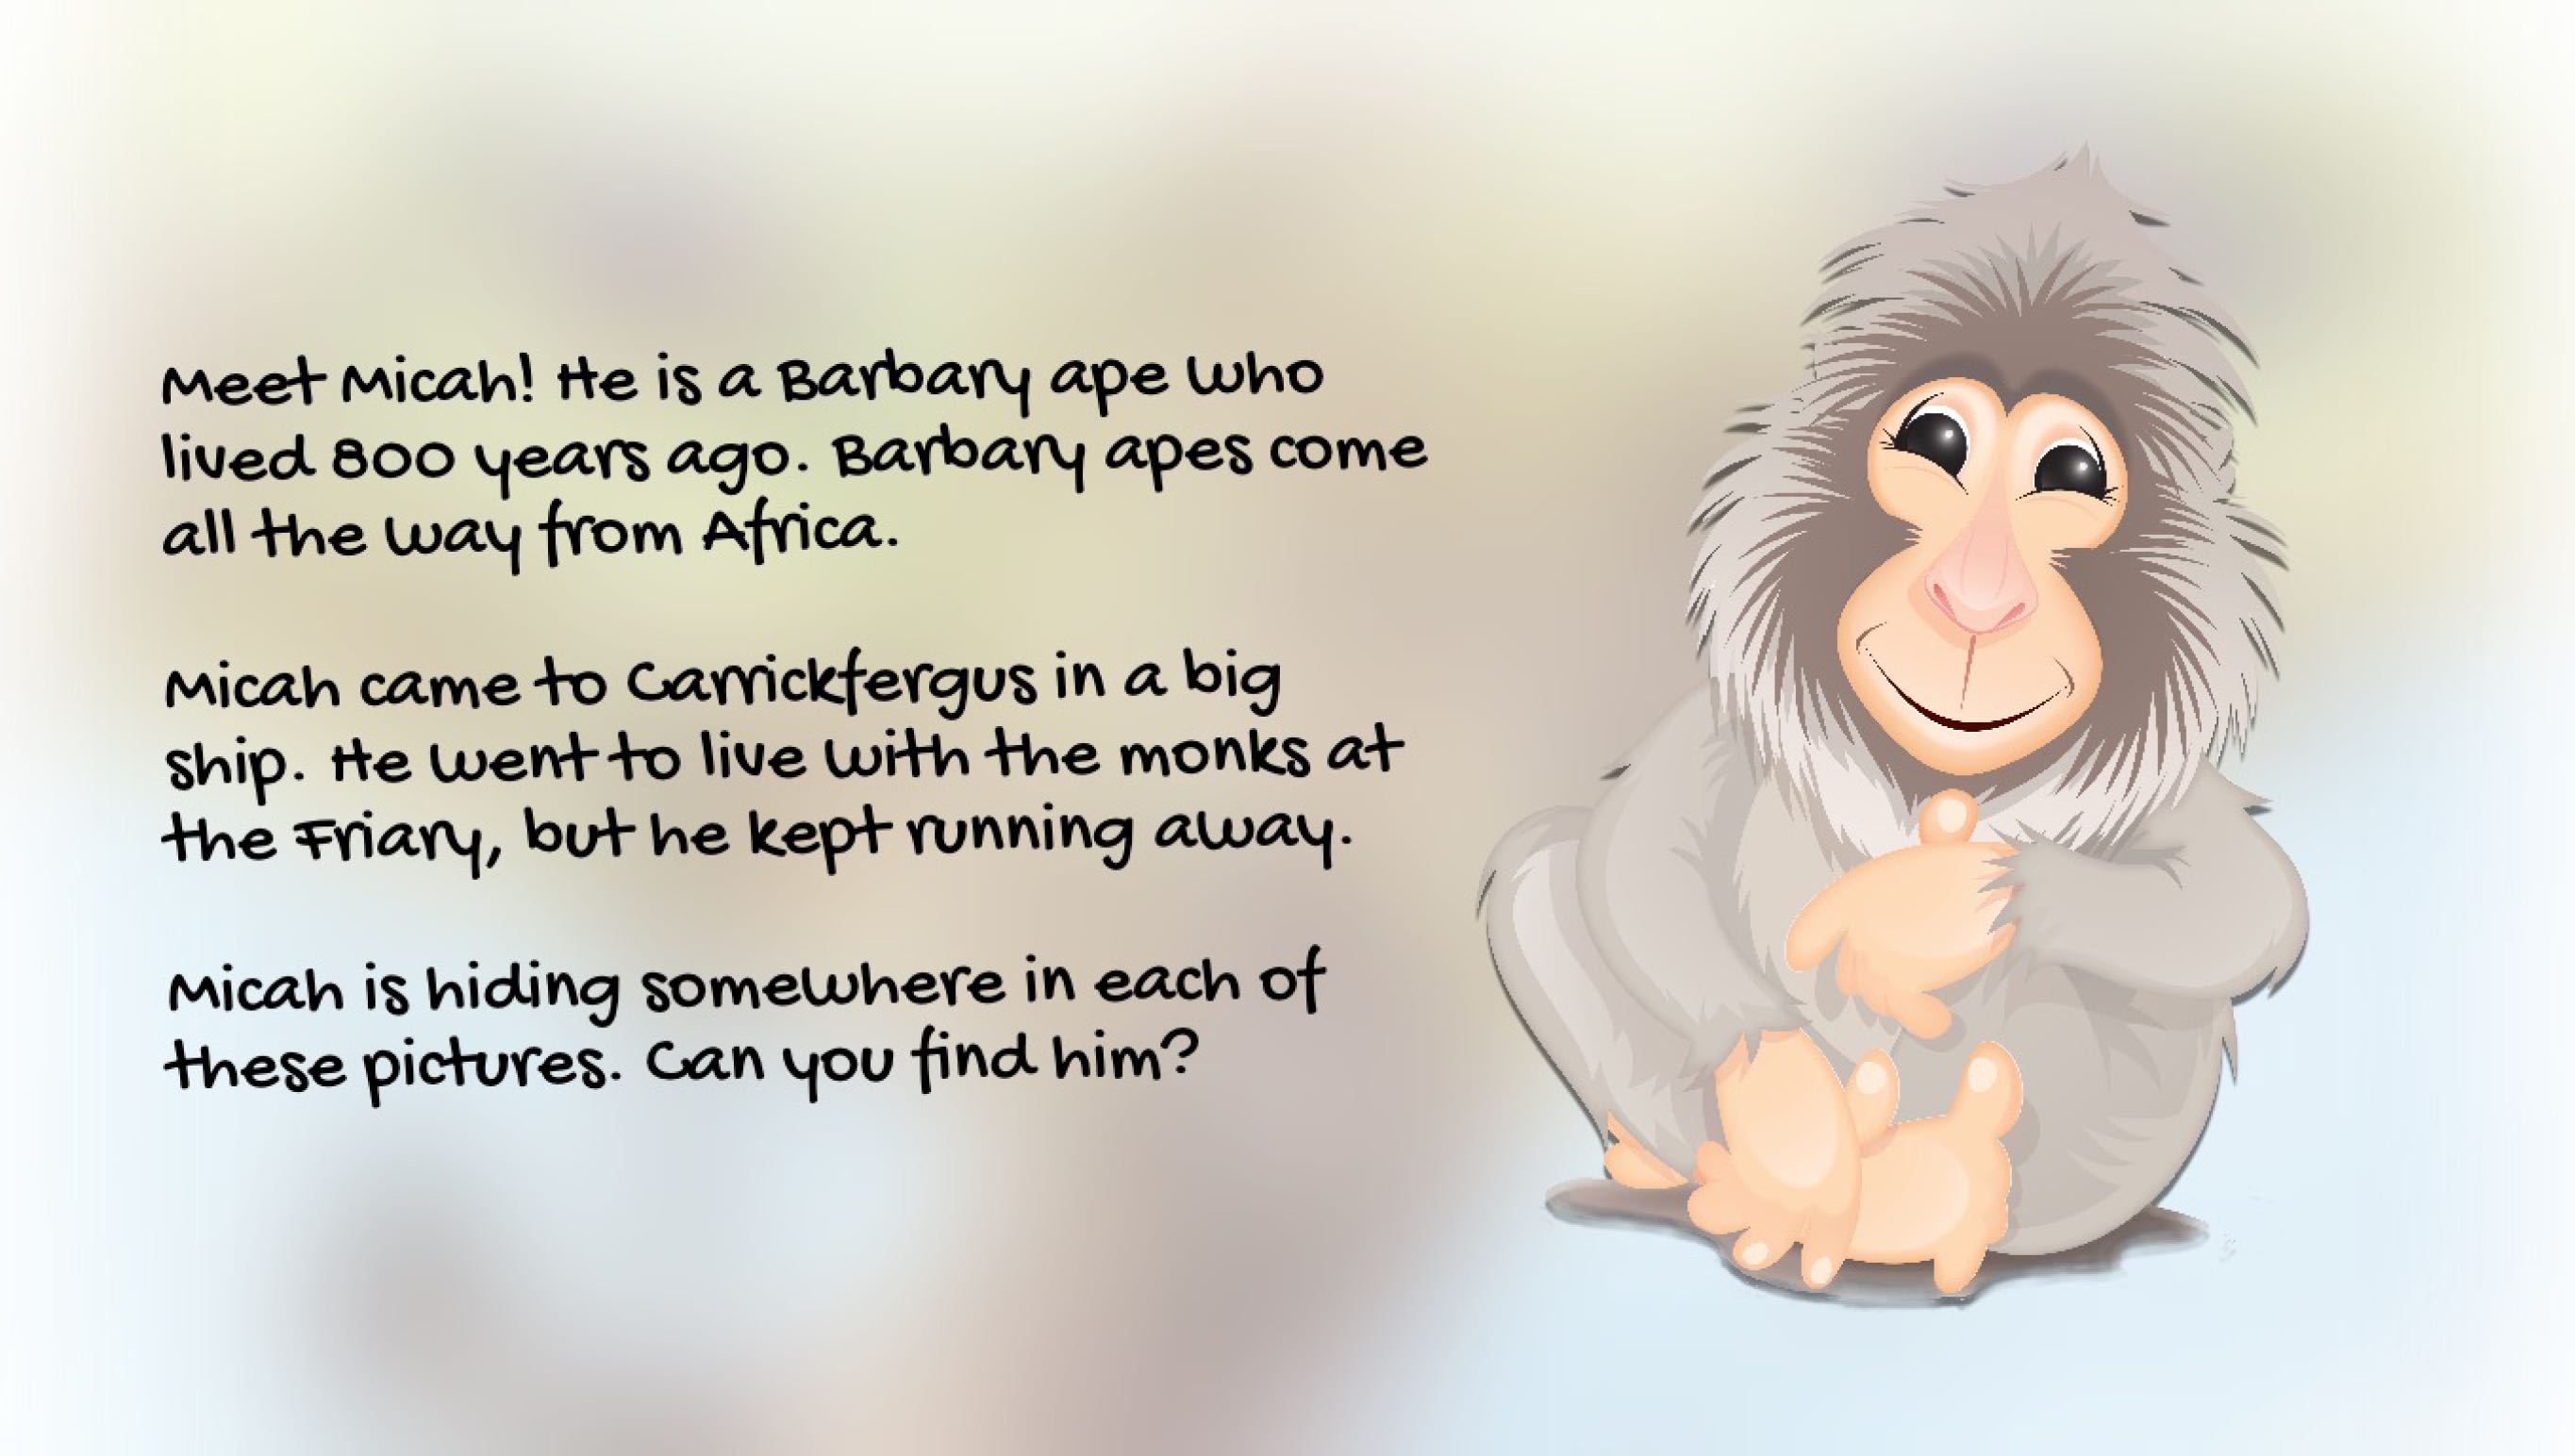 Meet Micah! He is a Barbary ape who
lived 800 years ago. Barbary apes come
all the way from Africa.
Micah came to Carrickfergus in a big
ship. He went to live with the monks at
the Friary, but he kept running away.
Micah is hiding somewhere in each of
these pictures. Can you find him?